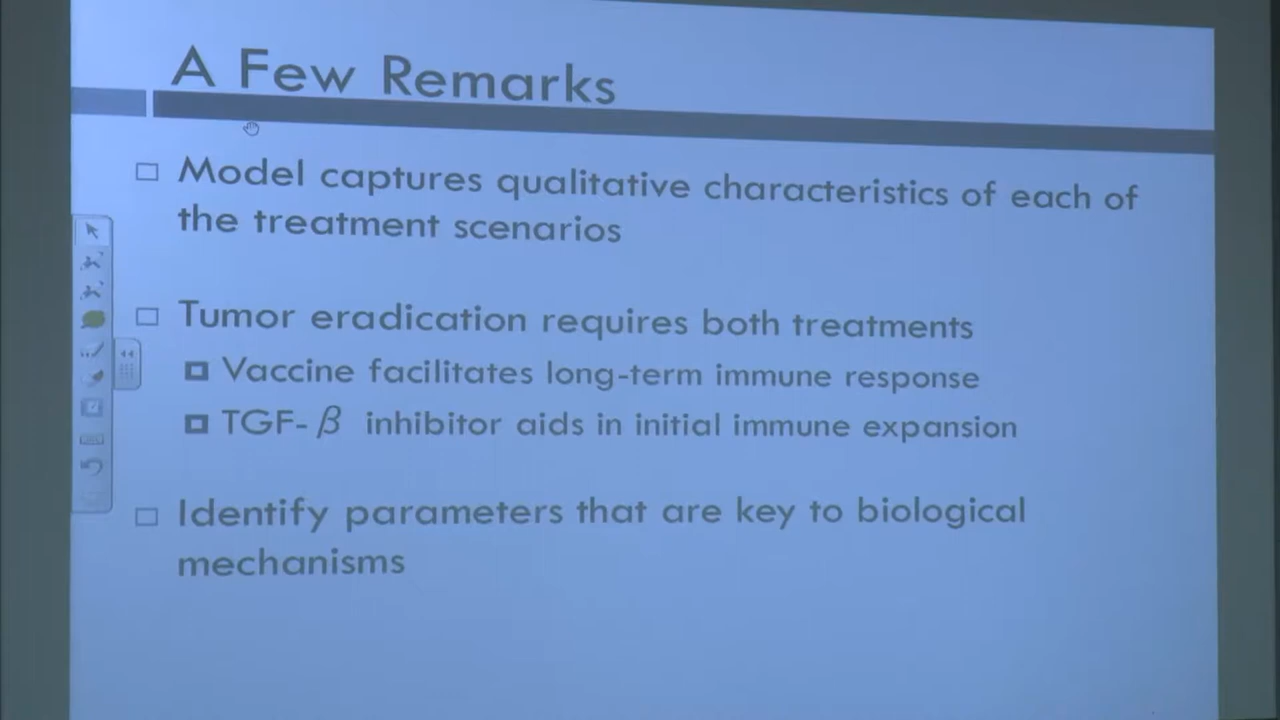 A Few Remarks
Model captures qualitative characteristics of each of
the treatment scenarios
Tumor eradication requires both treatments
Vaccine facilitates long-term immune response
TGF-β inhibitor aids in initial immune expansion
Identify parameters that are key to biological
mechanisms